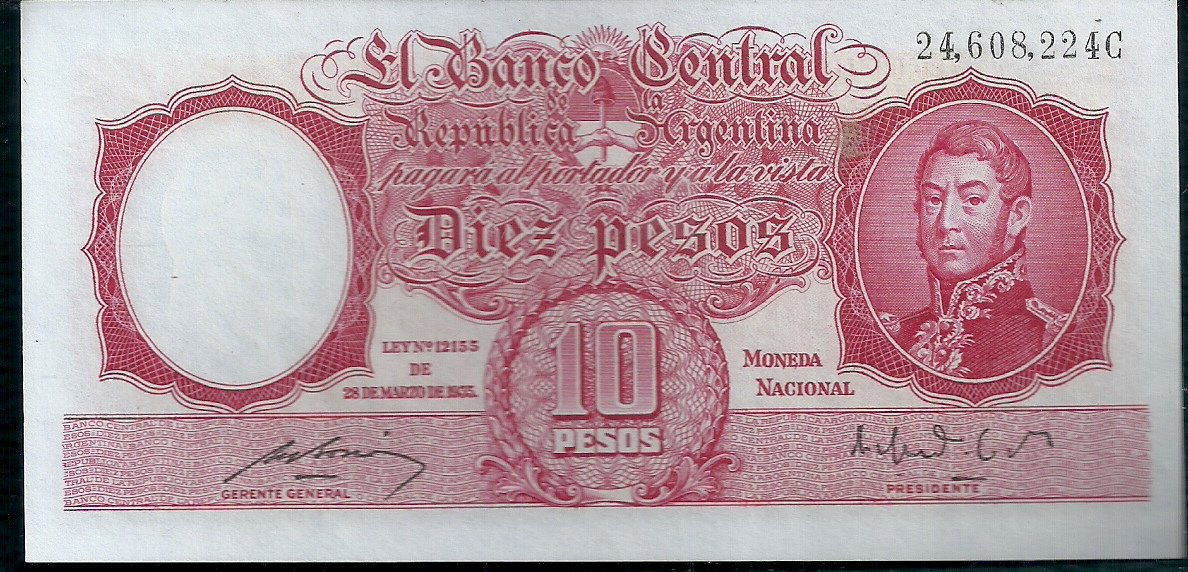 24,608,224C
El Banco Central
de la
República Argentina
pagará al portador y a la vista
Diez pesos
LEY Nº 12155
DE
28 DE MARZO DE 1935.
10
PESOS
MONEDA
NACIONAL
GERENTE GENERAL
PRESIDENTE